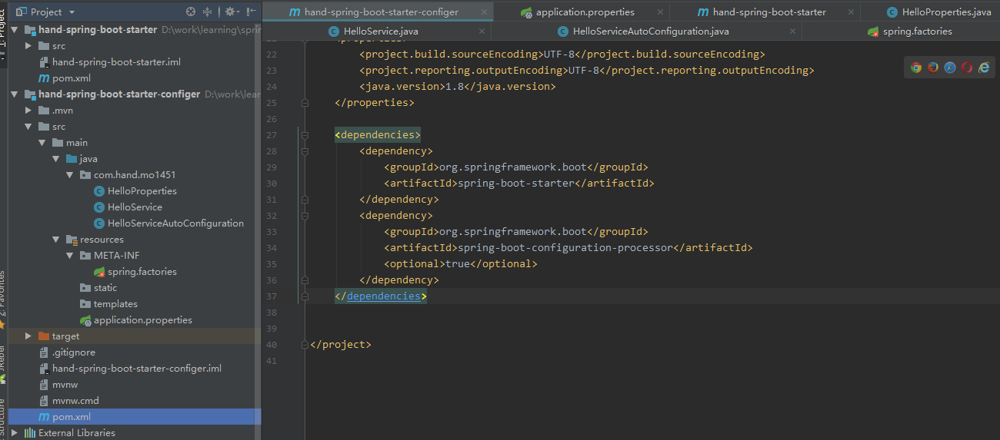 Project
hand-spring-boot-starter D:\work\learning\sprin
src
hand-spring-boot-starter.iml
pom.xml
hand-spring-boot-starter-configer D:\work\lear
.mvn
src
main
java
com.hand.mo1451
HelloProperties
HelloService
HelloServiceAutoConfiguration
resources
META-INF
spring.factories
static
templates
application.properties
target
.gitignore
hand-spring-boot-starter-configer.iml
mvnw
mvnw.cmd
pom.xml
External Libraries
Project
2: Favorites
JRebel
Structure
hand-spring-boot-starter-configer
application.properties
hand-spring-boot-starter
HelloProperties.java
HelloService.java
HelloServiceAutoConfiguration.java
spring.factories
22 <project.build.sourceEncoding>UTF-8</project.build.sourceEncoding>
23 <project.reporting.outputEncoding>UTF-8</project.reporting.outputEncoding>
24 <java.version>1.8</java.version>
25 </properties>
26
27 <dependencies>
28 <dependency>
29 <groupId>org.springframework.boot</groupId>
30 <artifactId>spring-boot-starter</artifactId>
31 </dependency>
32 <dependency>
33 <groupId>org.springframework.boot</groupId>
34 <artifactId>spring-boot-configuration-processor</artifactId>
35 <optional>true</optional>
36 </dependency>
37 </dependencies>
38
39
40 </project>
41